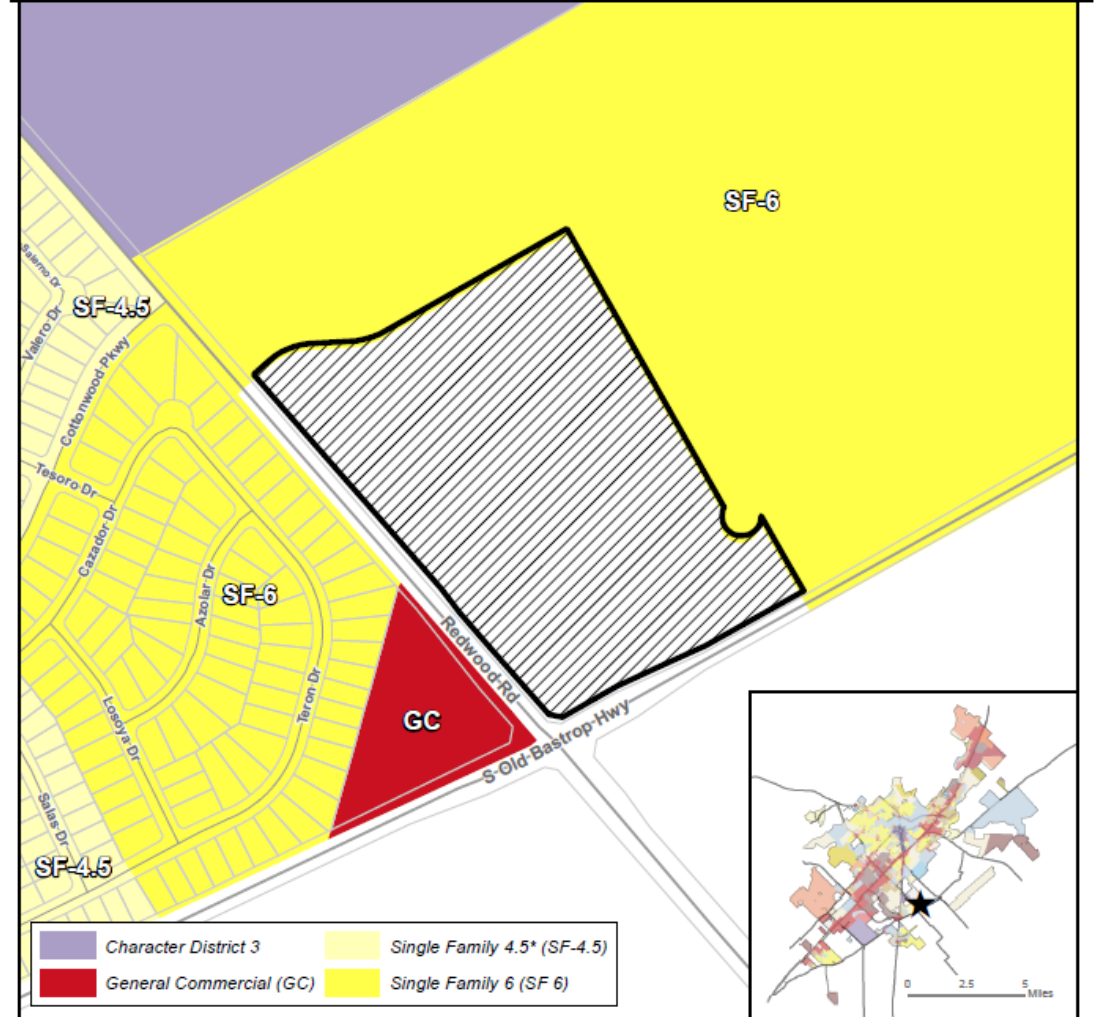 SF-6
Salerno Dr
SF-4.5
Valero Dr
Cottonwood Pkwy
Tesoro Dr
Cazador Dr
Azolar Dr
SF-6
Redwood Rd
Teron Dr
Losoya Dr
GC
S Old Bastrop Hwy
Salas Dr
SF-4.5
Character District 3
Single Family 4.5* (SF-4.5)
General Commercial (GC)
Single Family 6 (SF 6)
0 2.5 5
Miles